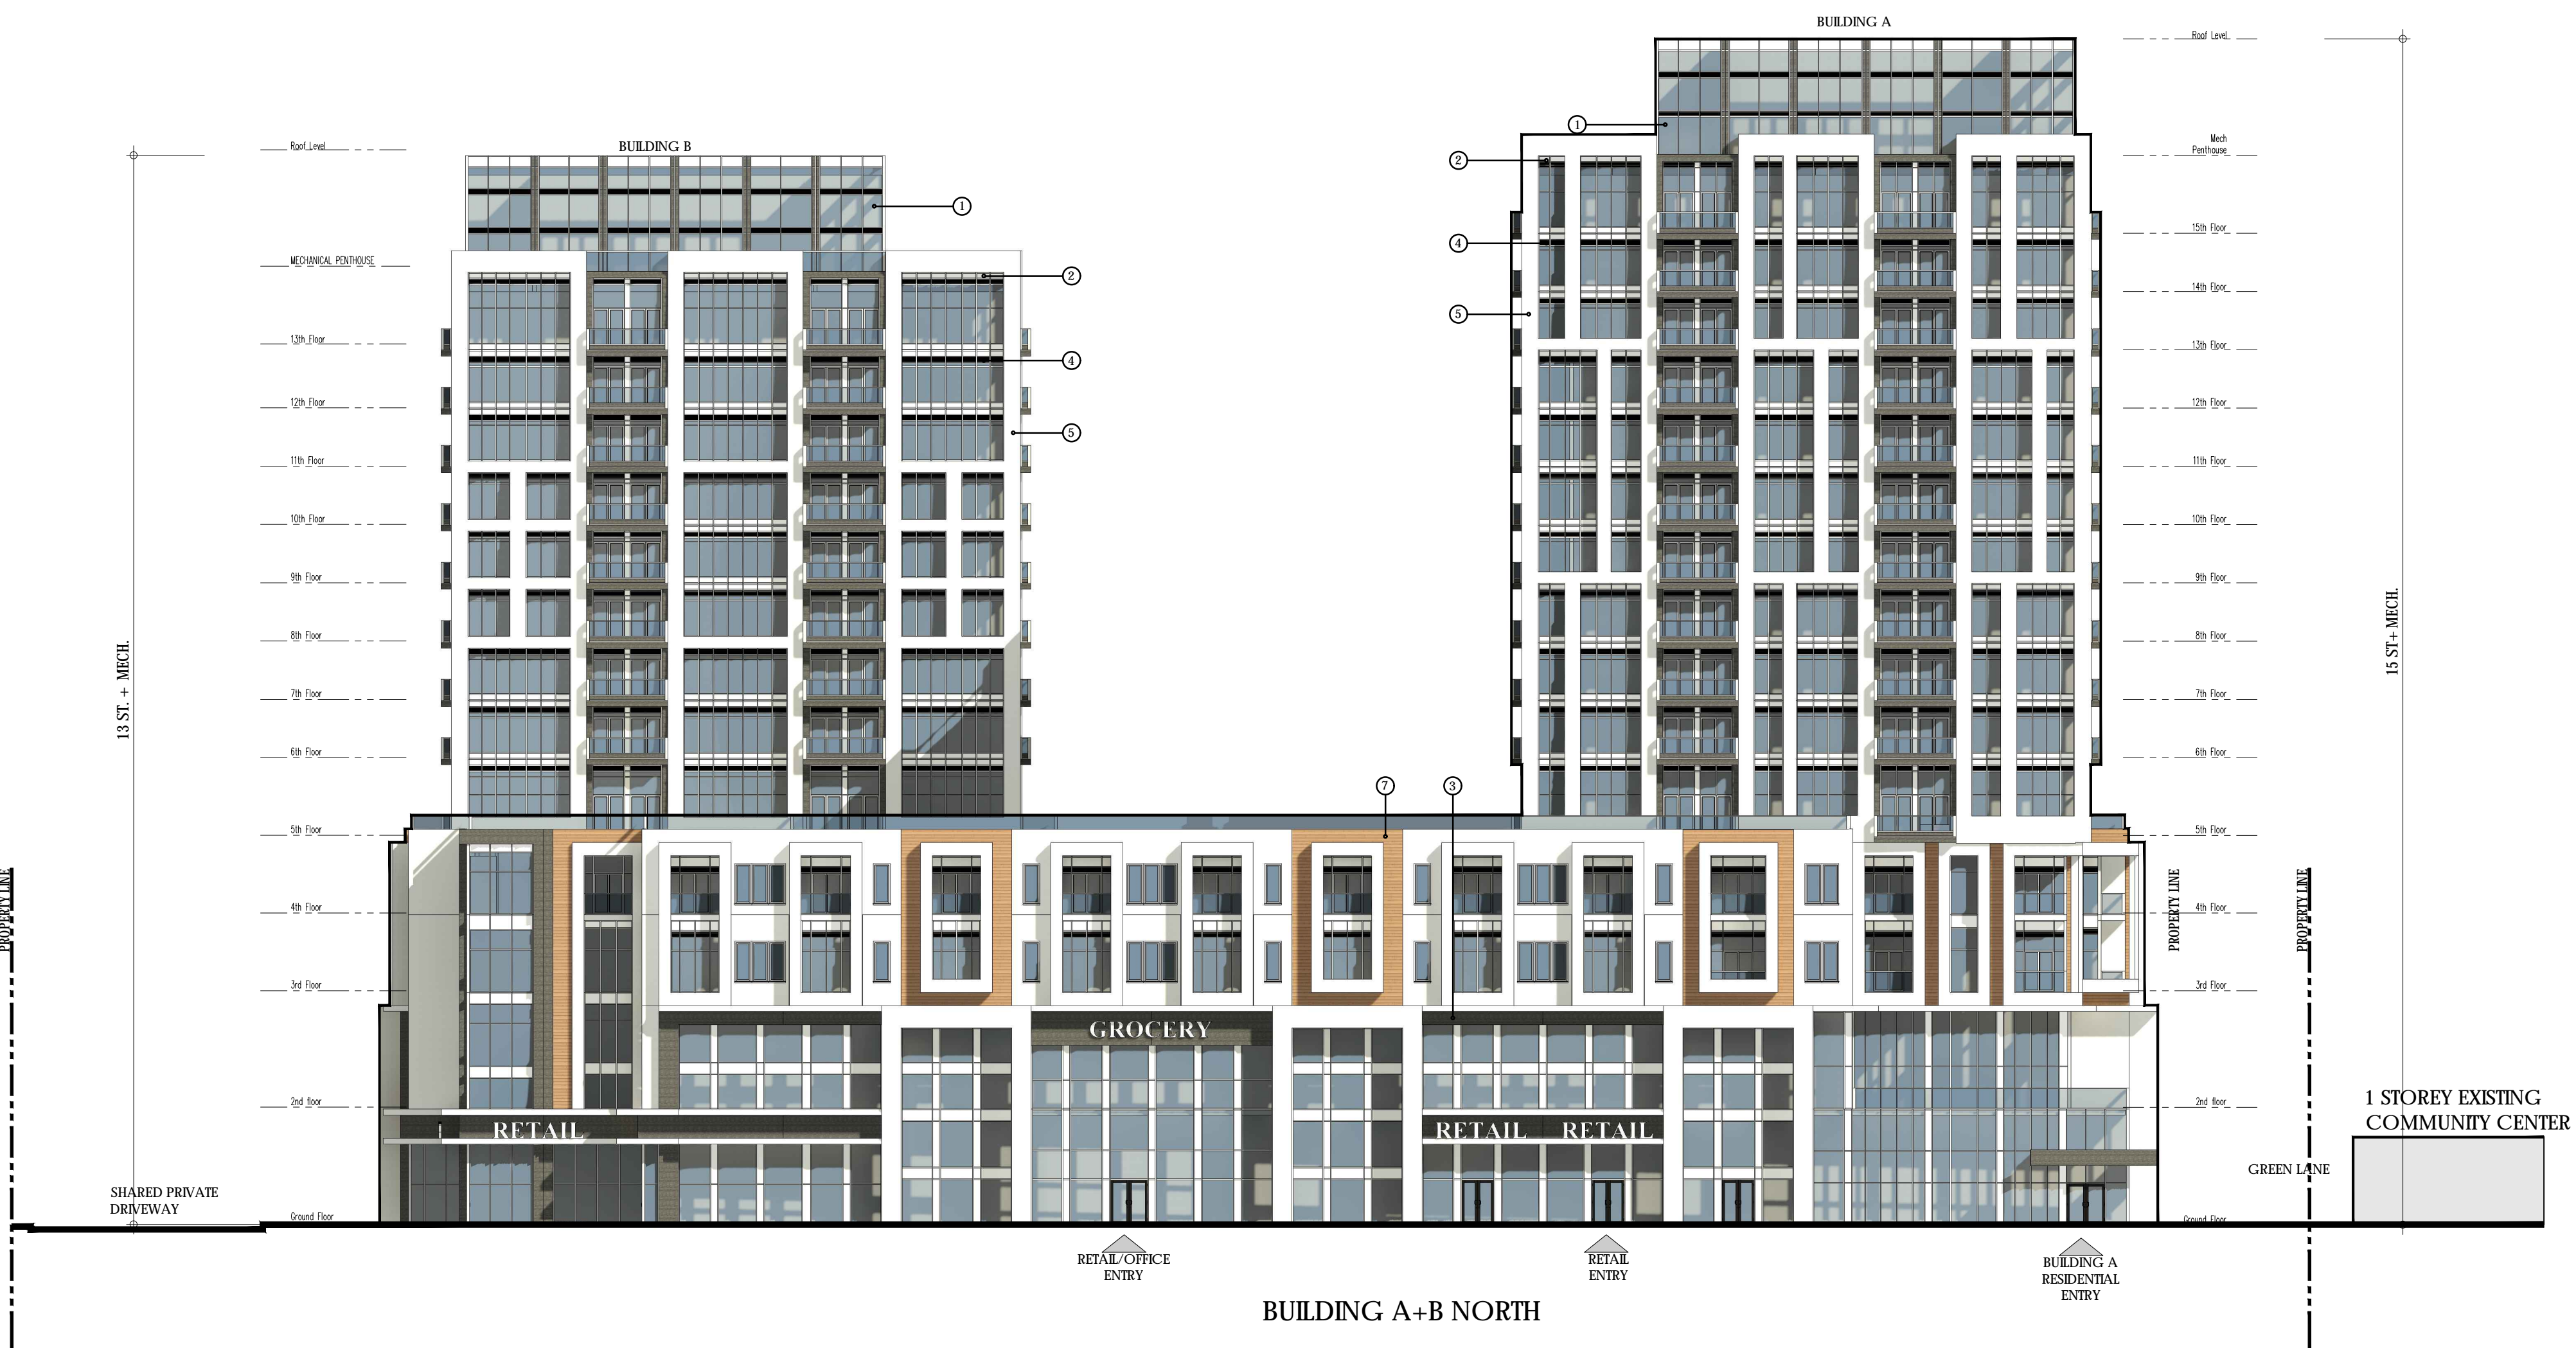 BUILDING A
Roof Level
BUILDING B
Roof Level
1
Mech
Penthouse
2
1
15th Floor
4
MECHANICAL PENTHOUSE
2
14th Floor
5
13th Floor
13th Floor
4
12th Floor
12th Floor
5
11th Floor
11th Floor
10th Floor
10th Floor
9th Floor
9th Floor
8th Floor
8th Floor
13 ST. + MECH.
15 ST+ MECH.
7th Floor
7th Floor
6th Floor
6th Floor
7
3
5th Floor
5th Floor
PROPERTY LINE
PROPERTY LINE
PROPERTY LINE
4th Floor
4th Floor
3rd Floor
3rd Floor
GROCERY
2nd floor
2nd floor
1 STOREY EXISTING
COMMUNITY CENTER
RETAIL
RETAIL
RETAIL
GREEN LANE
SHARED PRIVATE
DRIVEWAY
Ground Floor
Ground Floor
RETAIL/OFFICE
ENTRY
RETAIL
ENTRY
BUILDING A
RESIDENTIAL
ENTRY
BUILDING A+B NORTH